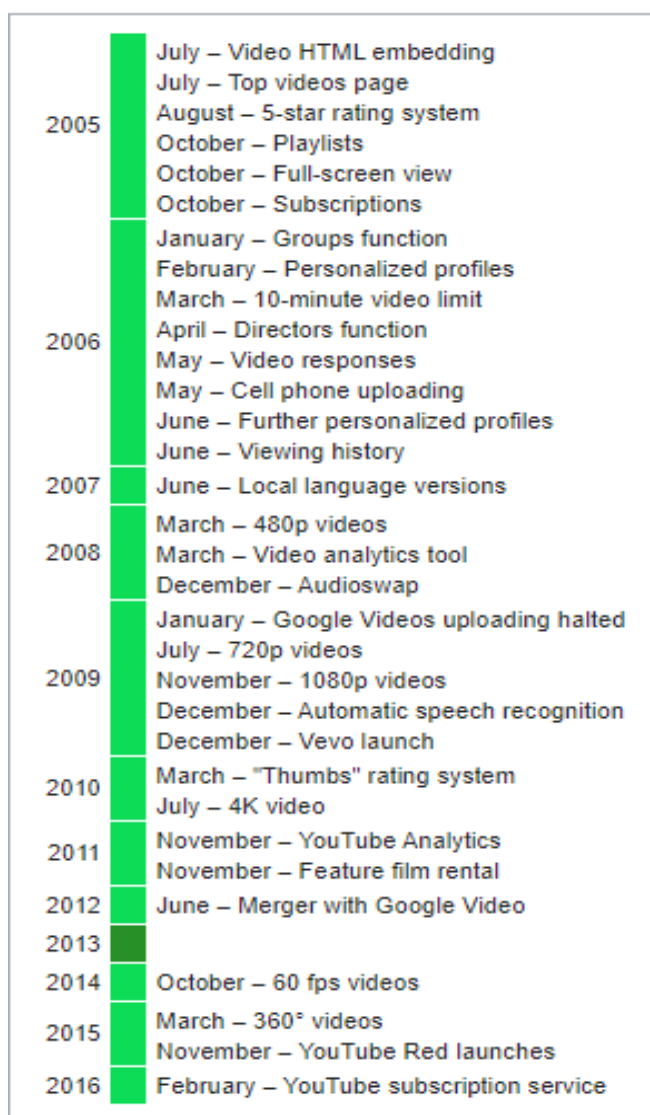 2005
July – Video HTML embedding
July – Top videos page
August – 5-star rating system
October – Playlists
October – Full-screen view
October – Subscriptions
2006
January – Groups function
February – Personalized profiles
March – 10-minute video limit
April – Directors function
May – Video responses
May – Cell phone uploading
June – Further personalized profiles
June – Viewing history
2007
June – Local language versions
2008
March – 480p videos
March – Video analytics tool
December – Audioswap
2009
January – Google Videos uploading halted
July – 720p videos
November – 1080p videos
December – Automatic speech recognition
December – Vevo launch
2010
March – "Thumbs" rating system
July – 4K video
2011
November – YouTube Analytics
November – Feature film rental
2012
June – Merger with Google Video
2013
2014
October – 60 fps videos
2015
March – 360° videos
November – YouTube Red launches
2016
February – YouTube subscription service